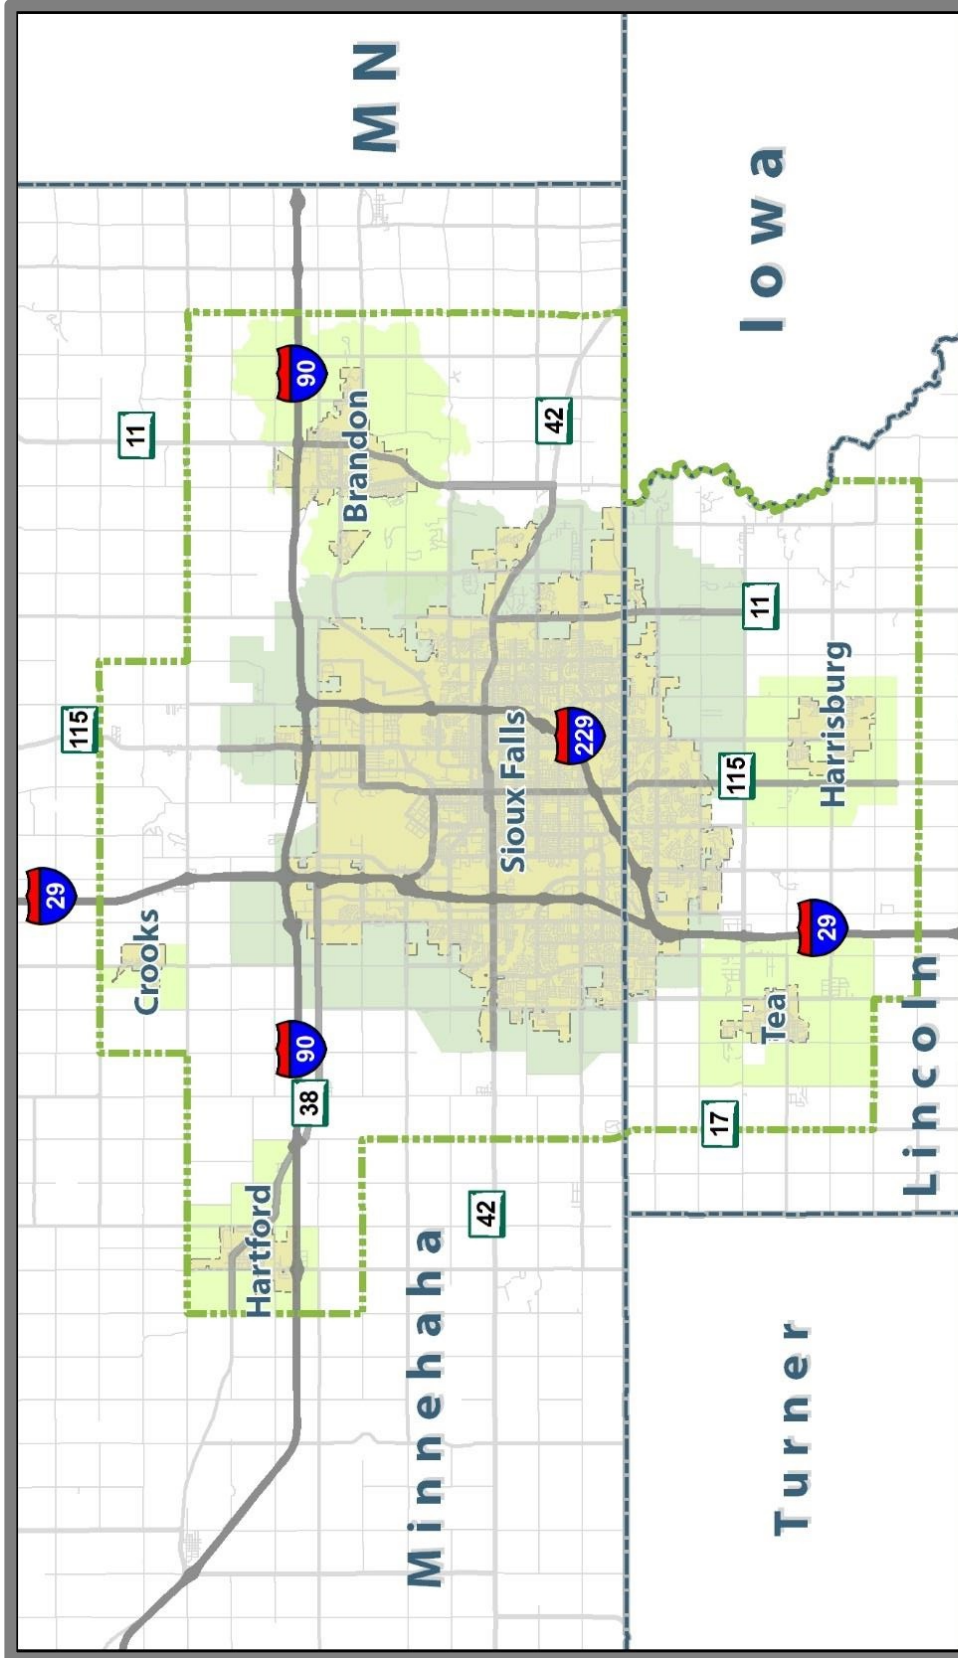 29
115
11
MN
Crooks
Hartford
90
38
90
Brandon
Minnehaha
42
Sioux Falls
229
42
Iowa
17
115
11
Tea
29
Harrisburg
Turner
Lincoln